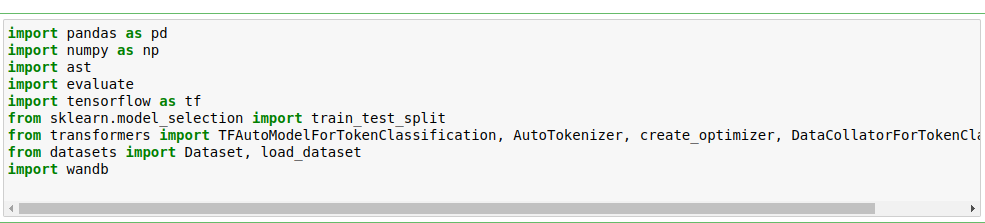 import pandas as pd
import numpy as np
import ast
import evaluate
import tensorflow as tf
from sklearn.model_selection import train_test_split
from transformers import TFAutoModelForTokenClassification, AutoTokenizer, create_optimizer, DataCollatorForTokenCla
from datasets import Dataset, load_dataset
import wandb